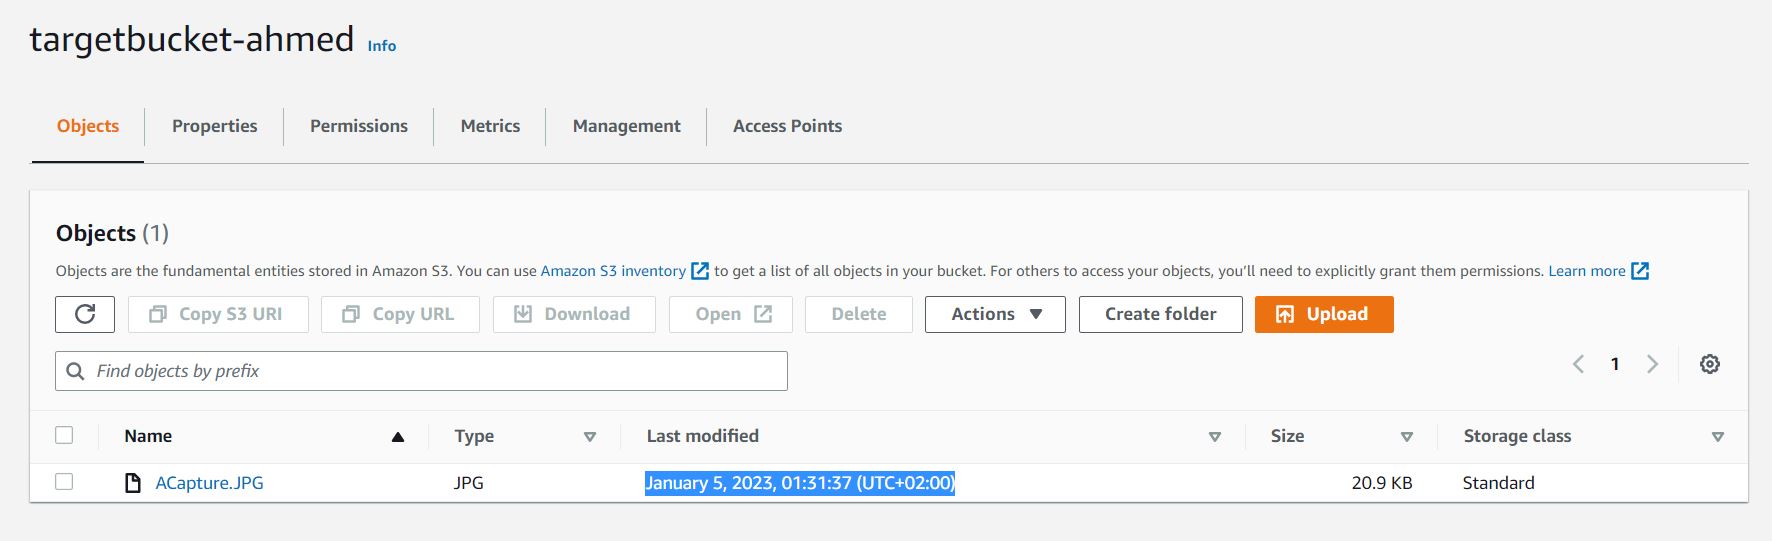 targetbucket-ahmed Info
Objects Properties Permissions Metrics Management Access Points
Objects (1)
Objects are the fundamental entities stored in Amazon S3. You can use Amazon S3 inventory to get a list of all objects in your bucket. For others to access your objects, you’ll need to explicitly grant them permissions. Learn more
Copy S3 URI Copy URL Download Open Delete Actions Create folder Upload
Find objects by prefix 1
Name Type Last modified Size Storage class
ACapture.JPG JPG January 5, 2023, 01:31:37 (UTC+02:00) 20.9 KB Standard